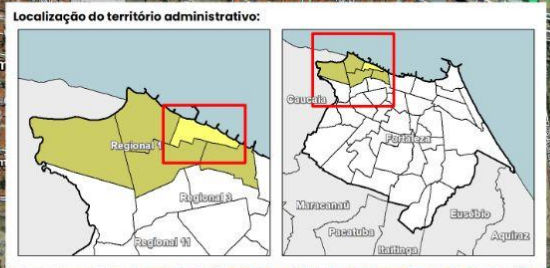 Localização do território administrativo:
Regional 1
Regional 3
Regional 11
Caucaia
Fortaleza
Maracanaú
Pacatuba
Itaitinga
Eusébio
Aquiraz